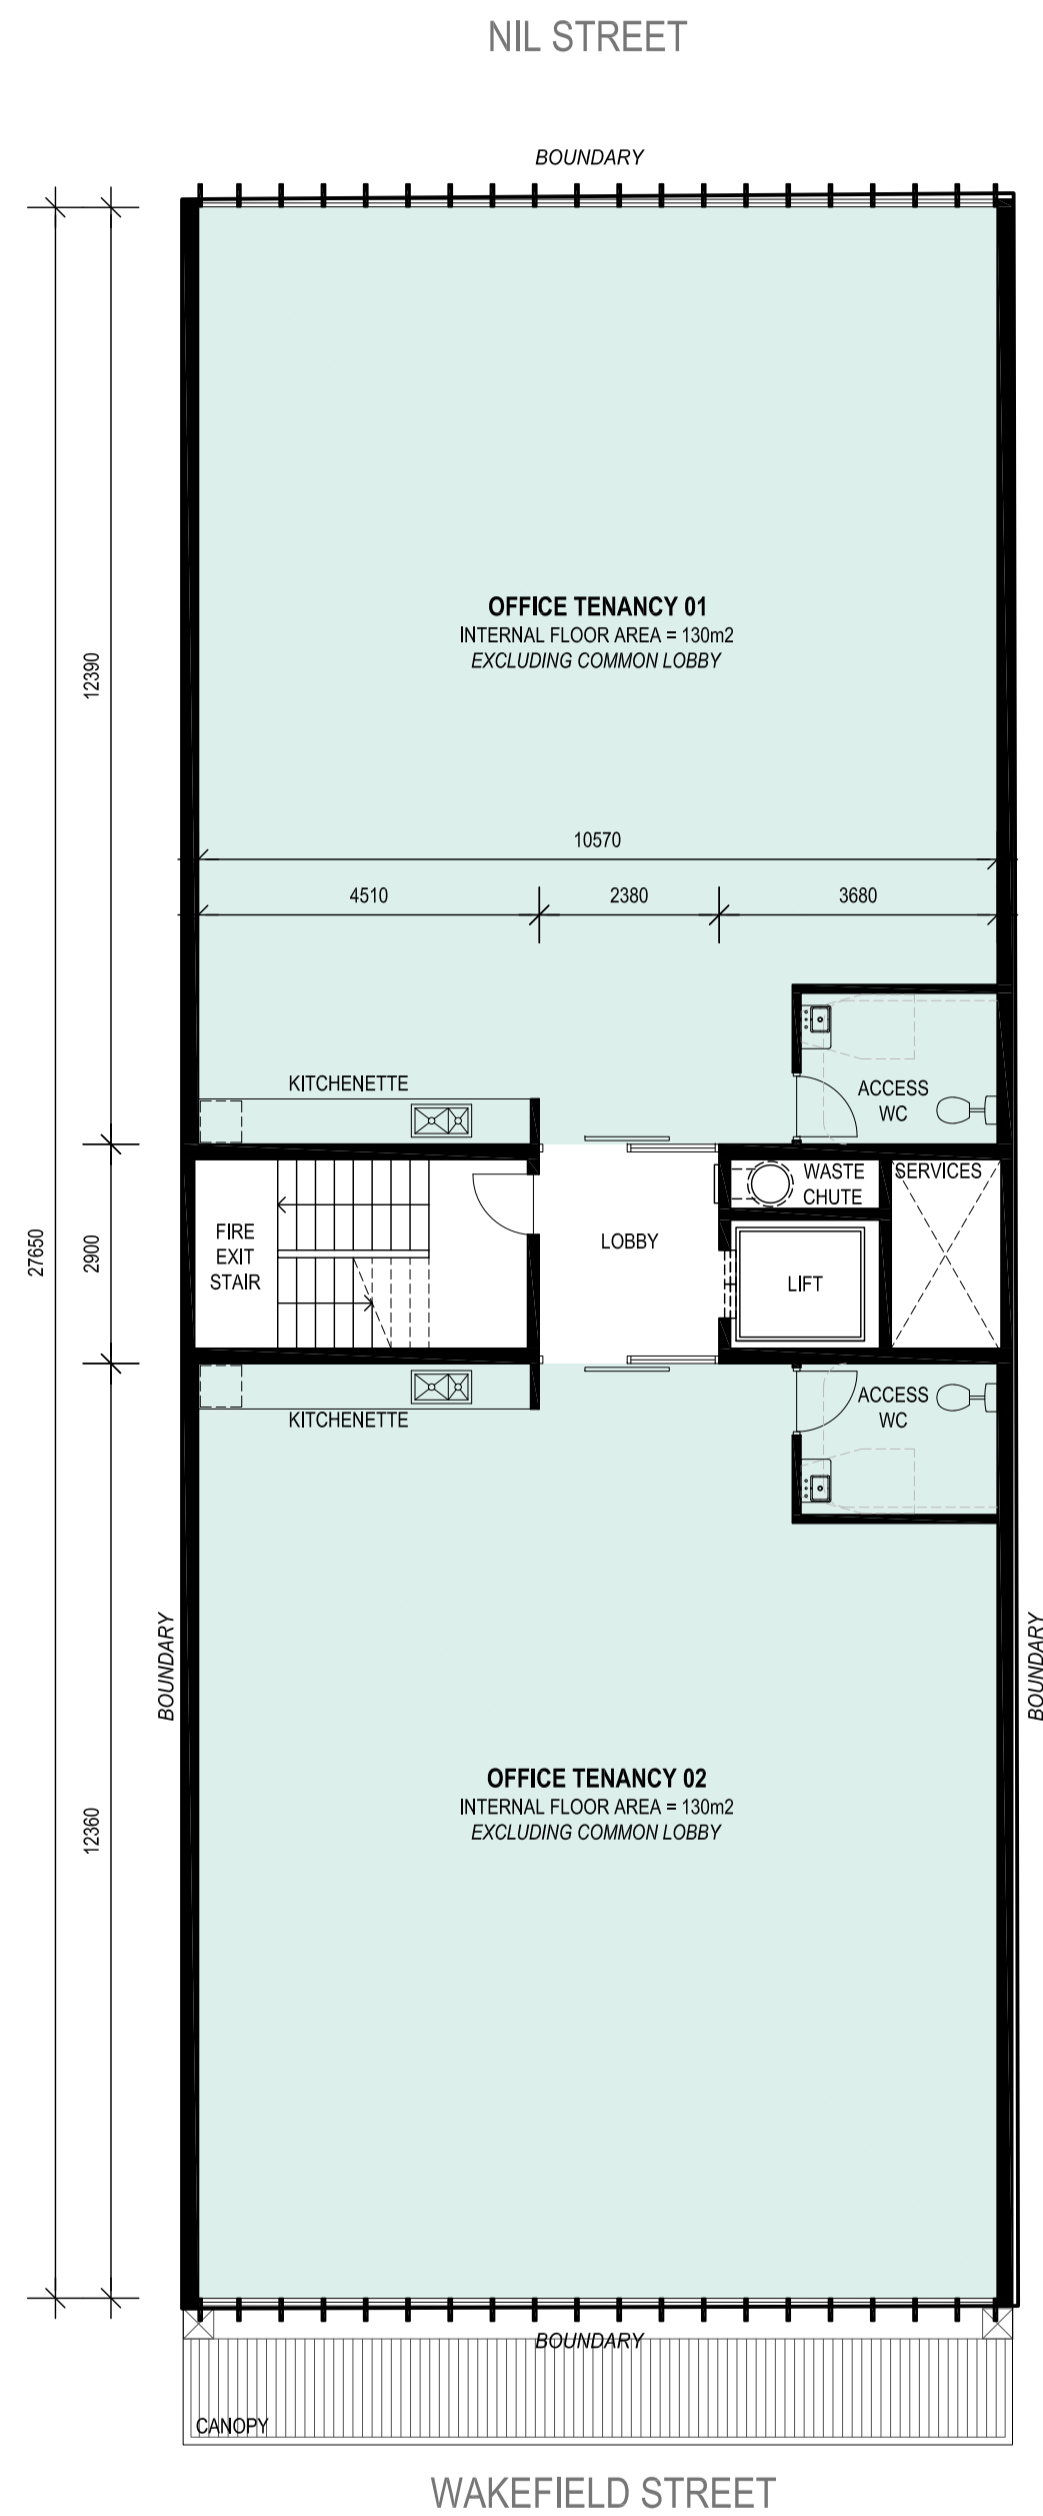 NIL STREET
BOUNDARY
OFFICE TENANCY 01
INTERNAL FLOOR AREA = 130m2
EXCLUDING COMMON LOBBY
12390
10570
4510
2380
3680
KITCHENETTE
ACCESS
WC
WASTE
CHUTE
SERVICES
FIRE
EXIT
STAIR
LOBBY
LIFT
27650
2900
KITCHENETTE
ACCESS
WC
BOUNDARY
BOUNDARY
OFFICE TENANCY 02
INTERNAL FLOOR AREA = 130m2
EXCLUDING COMMON LOBBY
12360
BOUNDARY
CANOPY
WAKEFIELD STREET